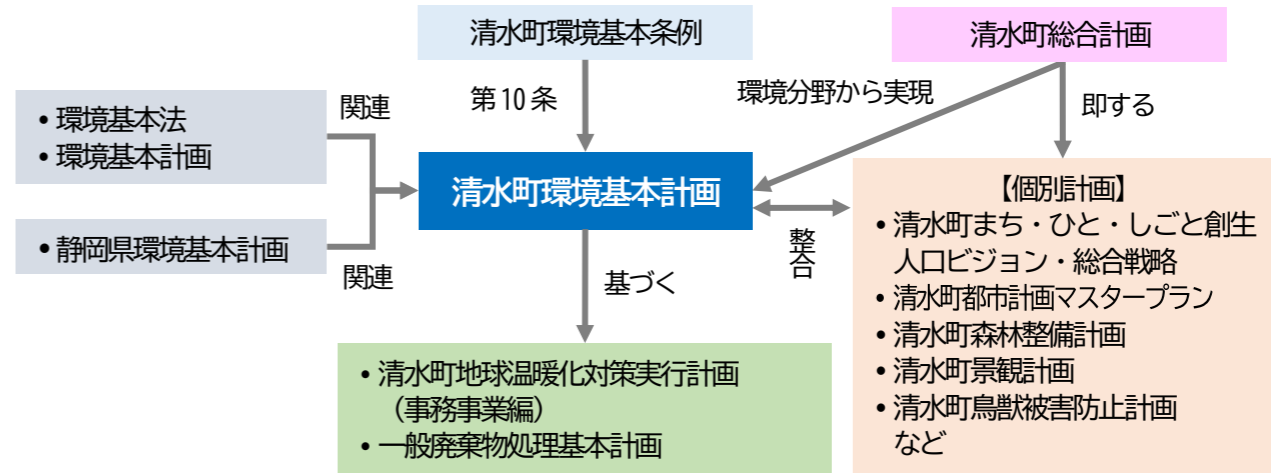 清水町環境基本条例
清水町総合計画
第10条
環境分野から実現
即する
関連
• 環境基本法
• 環境基本計画
清水町環境基本計画
• 静岡県環境基本計画
関連
整合
基づく
【個別計画】
• 清水町まち・ひと・しごと創生
人口ビジョン・総合戦略
• 清水町都市計画マスタープラン
• 清水町森林整備計画
• 清水町景観計画
• 清水町鳥獣被害防止計画
など
• 清水町地球温暖化対策実行計画
（事務事業編）
• 一般廃棄物処理基本計画